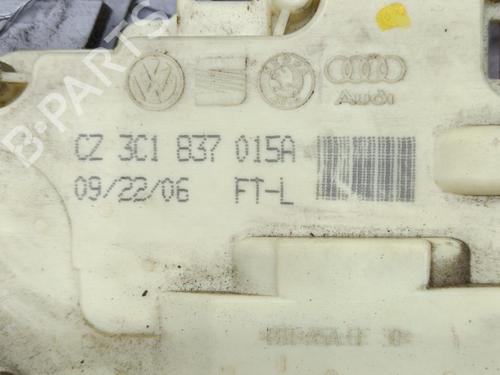 Audi
CZ 3C1 837 015A
09/22/06 FT-L
B-PARTS